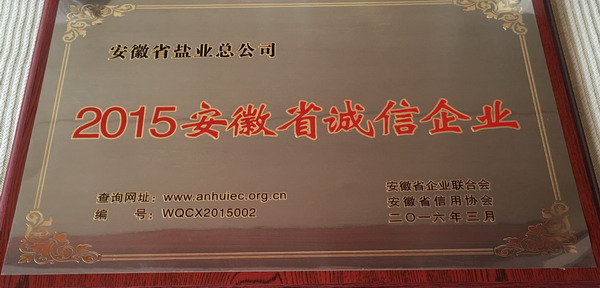 安徽省盐业总公司
2015安徽省诚信企业
查询网址：www.anhuiec.org.cn
编　　号：WQCX2015002
安徽省企业联合会
安徽省信用协会
二〇一六年三月